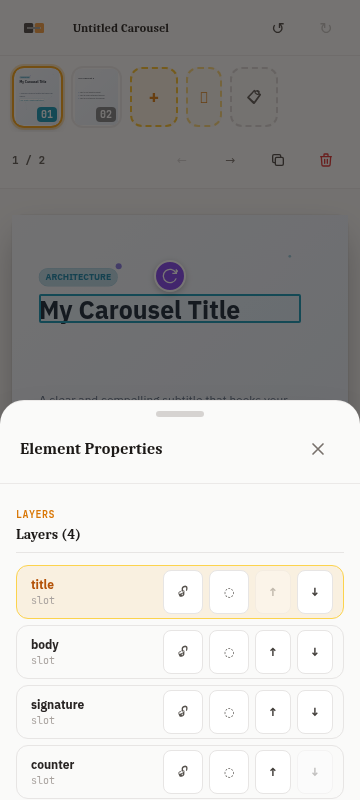 Untitled Carousel
01
02
+
1 / 2
ARCHITECTURE
My Carousel Title
A clear and compelling subtitle that hooks your
Element Properties
LAYERS
Layers (4)
title
slot
body
slot
signature
slot
counter
slot